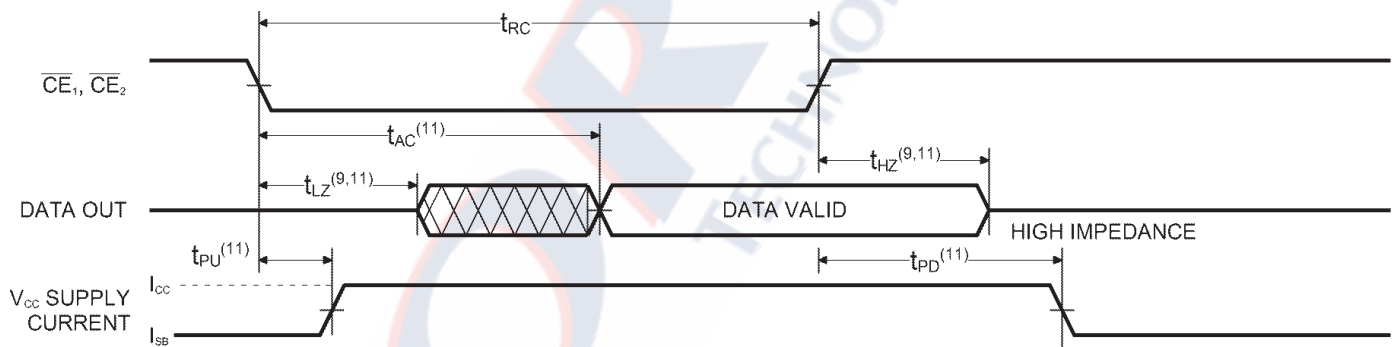 tRC
CE1, CE2
tAC(11)
tLZ(9,11)
tHZ(9,11)
DATA OUT
DATA VALID
HIGH IMPEDANCE
tPU(11)
tPD(11)
ICC
VCC SUPPLY
CURRENT
ISB